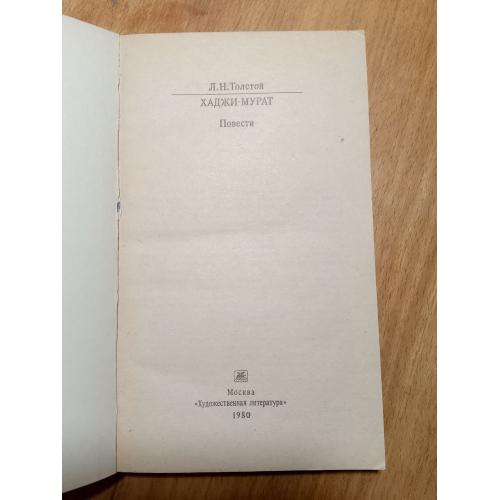 Л.Н.Толстой
ХАДЖИ-МУРАТ
Повести
Москва
«Художественная литература»
1980